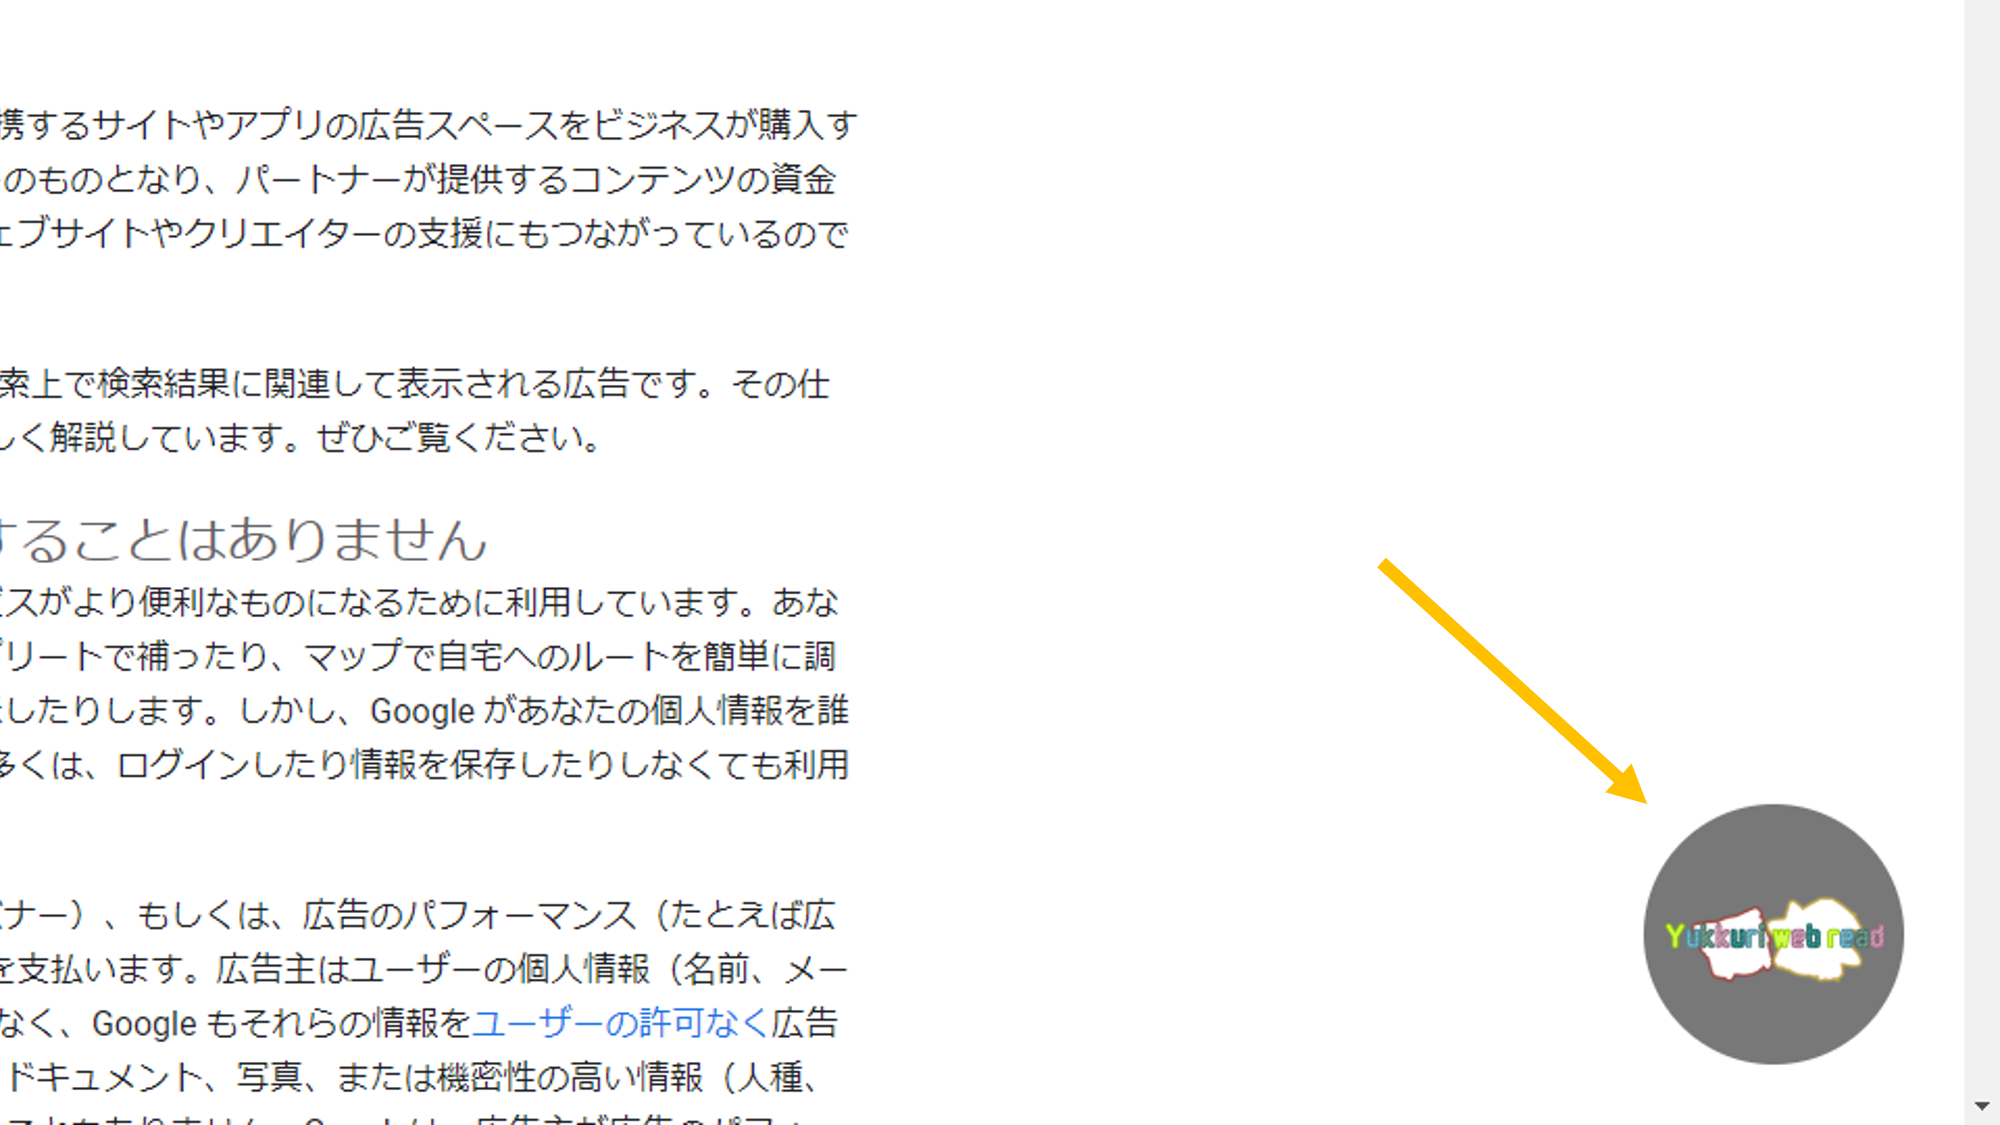 携するサイトやアプリの広告スペースをビジネスが購入す
のものとなり、パートナーが提供するコンテンツの資金
ェブサイトやクリエイターの支援にもつながっているので
索上で検索結果に関連して表示される広告です。その仕
しく解説しています。ぜひご覧ください。
することはありません
ビスがより便利なものになるために利用しています。あな
プリートで補ったり、マップで自宅へのルートを簡単に調
したりします。しかし、Google があなたの個人情報を誰
多くは、ログインしたり情報を保存したりしなくても利用
バナー）、もしくは、広告のパフォーマンス（たとえば広
を支払います。広告主はユーザーの個人情報（名前、メー
なく、Google もそれらの情報をユーザーの許可なく広告
ドキュメント、写真、または機密性の高い情報（人種、
Yukkuri web read